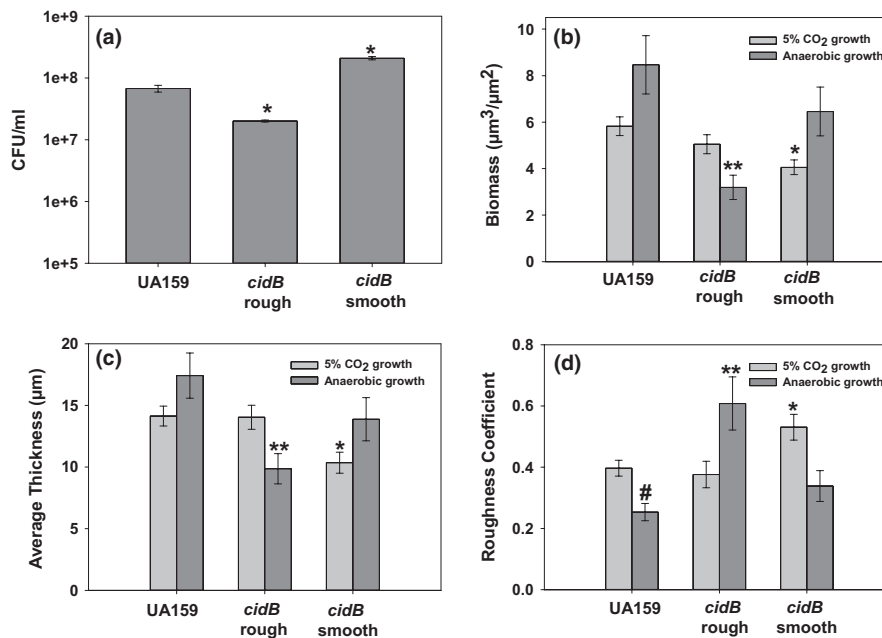 (a)
1e+9
1e+8
1e+7
1e+6
1e+5
CFU/ml
*
*
UA159
cidB
rough
cidB
smooth
(b)
5% CO2 growth
Anaerobic growth
10
8
6
4
2
0
Biomass (µm3/µm2)
**
*
UA159
cidB
rough
cidB
smooth
(c)
5% CO2 growth
Anaerobic growth
20
15
10
5
0
Average Thickness (µm)
**
*
UA159
cidB
rough
cidB
smooth
(d)
5% CO2 growth
Anaerobic growth
0.8
0.6
0.4
0.2
0.0
Roughness Coefficient
#
**
*
UA159
cidB
rough
cidB
smooth